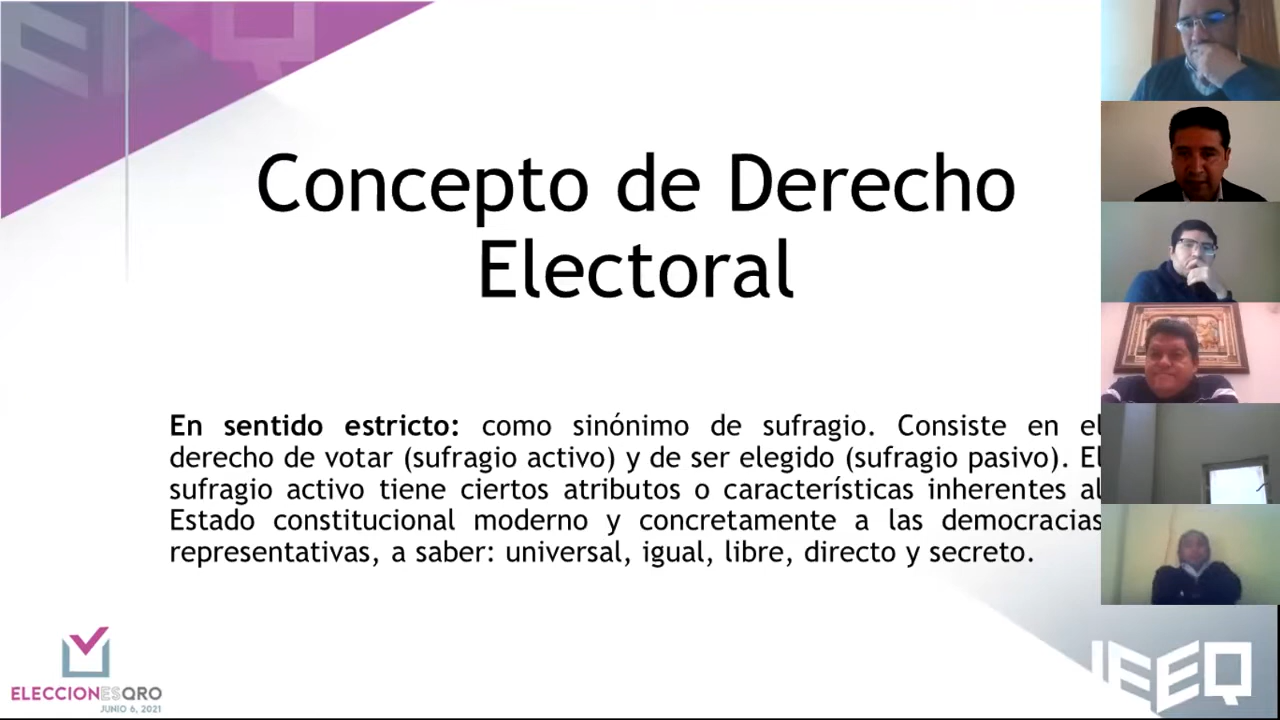 Concepto de Derecho
Electoral
En sentido estricto: como sinónimo de sufragio. Consiste en el
derecho de votar (sufragio activo) y de ser elegido (sufragio pasivo). El
sufragio activo tiene ciertos atributos o características inherentes al
Estado constitucional moderno y concretamente a las democracias
representativas, a saber: universal, igual, libre, directo y secreto.
ELECCIONESQRO
JUNIO 6, 2021
IEEQ